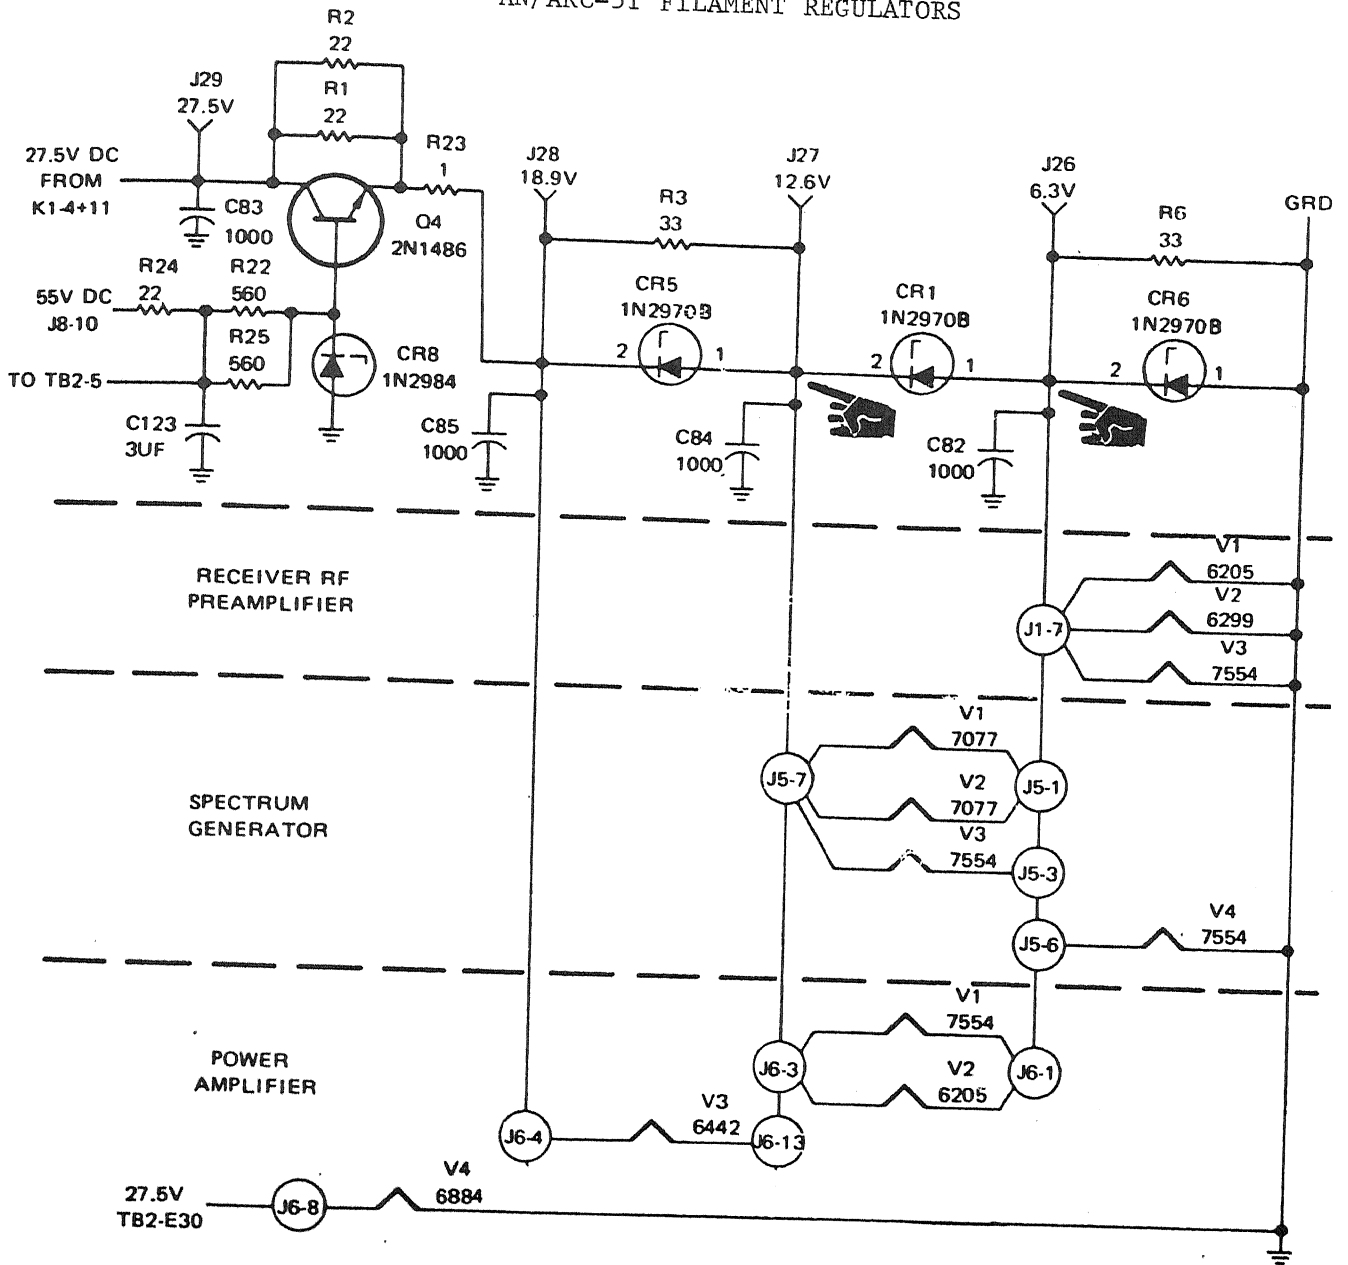 AN/ARC-51 FILAMENT REGULATORS
R2
22
J29
27.5V
R1
22
R23
1
27.5V DC
FROM
K1-4+11
C83
1000
Q4
2N1486
J28
18.9V
R3
33
J27
12.6V
J26
6.3V
R6
33
GRD
R24
22
R22
560
55V DC
J8-10
R25
560
CR8
1N2984
TO TB2-5
C123
3UF
CR5
1N2970B
2
1
CR1
1N2970B
2
1
CR6
1N2970B
2
1
C85
1000
C84
1000
C82
1000
RECEIVER RF
PREAMPLIFIER
V1
6205
V2
6299
V3
7554
J1-7
SPECTRUM
GENERATOR
V1
7077
J5-7
V2
7077
J5-1
V3
7554
J5-3
V4
7554
J5-6
POWER
AMPLIFIER
V1
7554
J6-3
V2
6205
J6-1
V3
6442
J6-4
J6-13
V4
6884
27.5V
TB2-E30
J6-8